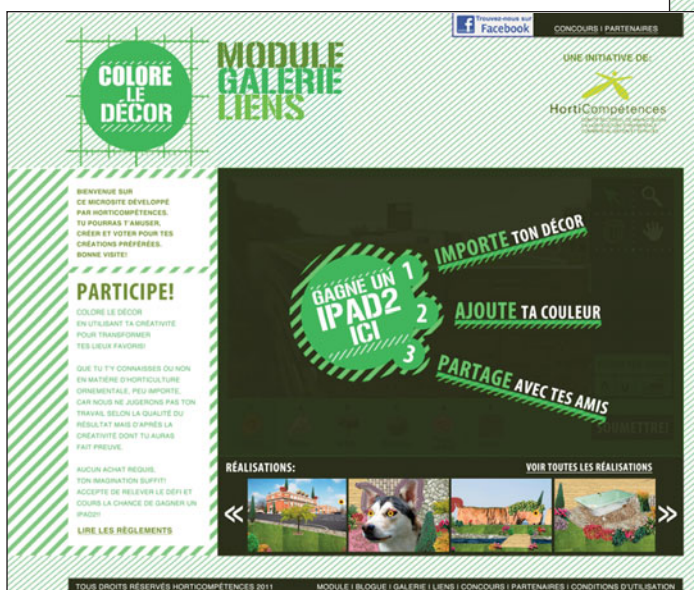 Trouvez-nous sur
Facebook
CONCOURS I PARTENAIRES
COLORE
LE
DÉCOR
MODULE
GALERIE
LIENS
UNE INITIATIVE DE:
HortiCompétences
BIENVENUE SUR
CE MICROSITE DÉVELOPPÉ
PAR HORTICOMPÉTENCES.
TU POURRAS T'AMUSER,
CRÉER ET VOTER POUR TES
CRÉATIONS PRÉFÉRÉES.
BONNE VISITE!
PARTICIPE!
COLORE LE DÉCOR
EN UTILISANT TA CRÉATIVITÉ
POUR TRANSFORMER
TES LIEUX FAVORIS!
QUE TU T'Y CONNAISSES OU NON
EN MATIÈRE D'HORTICULTURE
ORNEMENTALE, PEU IMPORTE,
CAR NOUS NE JUGERONS PAS TON
TRAVAIL SELON LA QUALITÉ DU
RÉSULTAT MAIS D'APRÈS LA
CRÉATIVITÉ DONT TU AURAS
FAIT PREUVE.
AUCUN ACHAT REQUIS,
TON IMAGINATION SUFFIT!
ACCEPTE DE RELEVER LE DÉFI ET
COURS LA CHANCE DE GAGNER UN
IPAD2!!
LIRE LES RÈGLEMENTS
GAGNE UN
IPAD2
ICI
1 IMPORTE TON DÉCOR
2 AJOUTE TA COULEUR
3 PARTAGE AVEC TES AMIS
SOUMETTRE!
RÉALISATIONS:
VOIR TOUTES LES RÉALISATIONS
TOUS DROITS RÉSERVÉS HORTICOMPÉTENCES 2011
MODULE I BLOGUE I GALERIE I LIENS I CONCOURS I PARTENAIRES I CONDITIONS D'UTILISATION